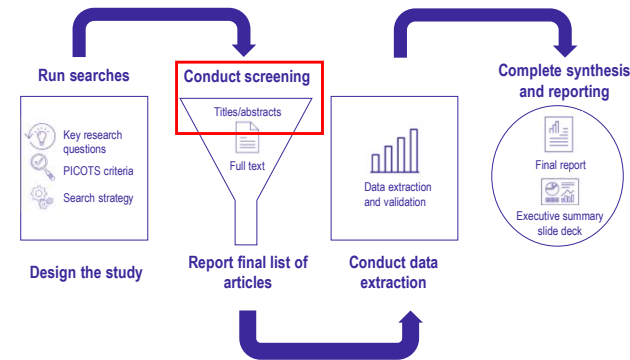 Run searches
Key research
questions
PICOTS criteria
Search strategy
Design the study
Conduct screening
Titles/abstracts
Full text
Report final list of
articles
Data extraction
and validation
Conduct data
extraction
Complete synthesis
and reporting
Final report
Executive summary
slide deck